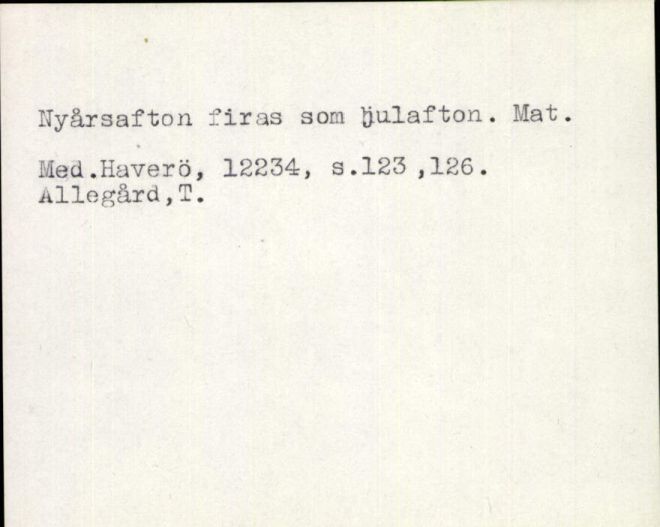 Nyårsafton firas som julafton. Mat.
Med.Haverö, 12234, s.123 ,126.
Allegård,T.